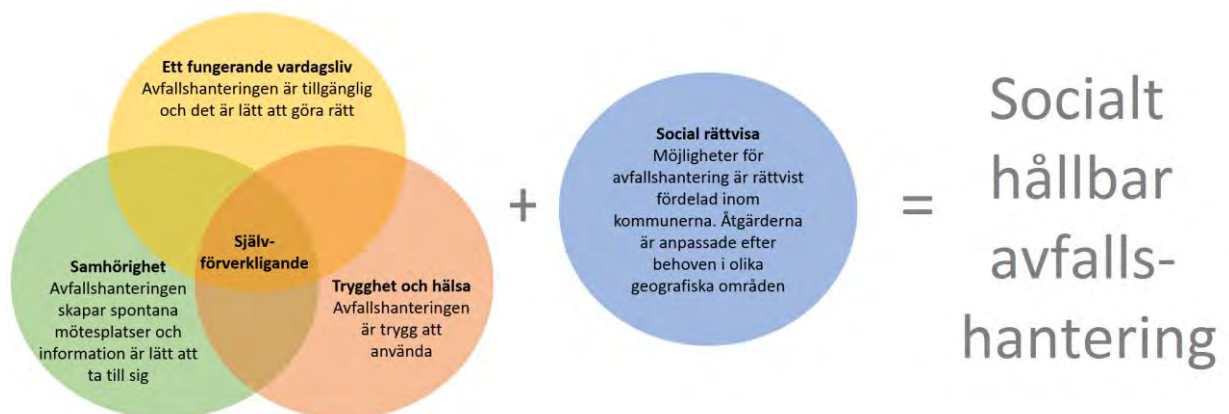 Ett fungerande vardagsliv
Avfallshanteringen är tillgänglig
och det är lätt att göra rätt
Samhörighet
Avfallshanteringen
skapar spontana
mötesplatser och
information är lätt att
ta till sig
Själv-
förverkligande
Trygghet och hälsa
Avfallshanteringen
är trygg att
använda
+
Social rättvisa
Möjligheter för
avfallshantering är rättvist
fördelad inom
kommunerna. Åtgärderna
är anpassade efter
behoven i olika
geografiska områden
=
Socialt
hållbar
avfalls-
hantering